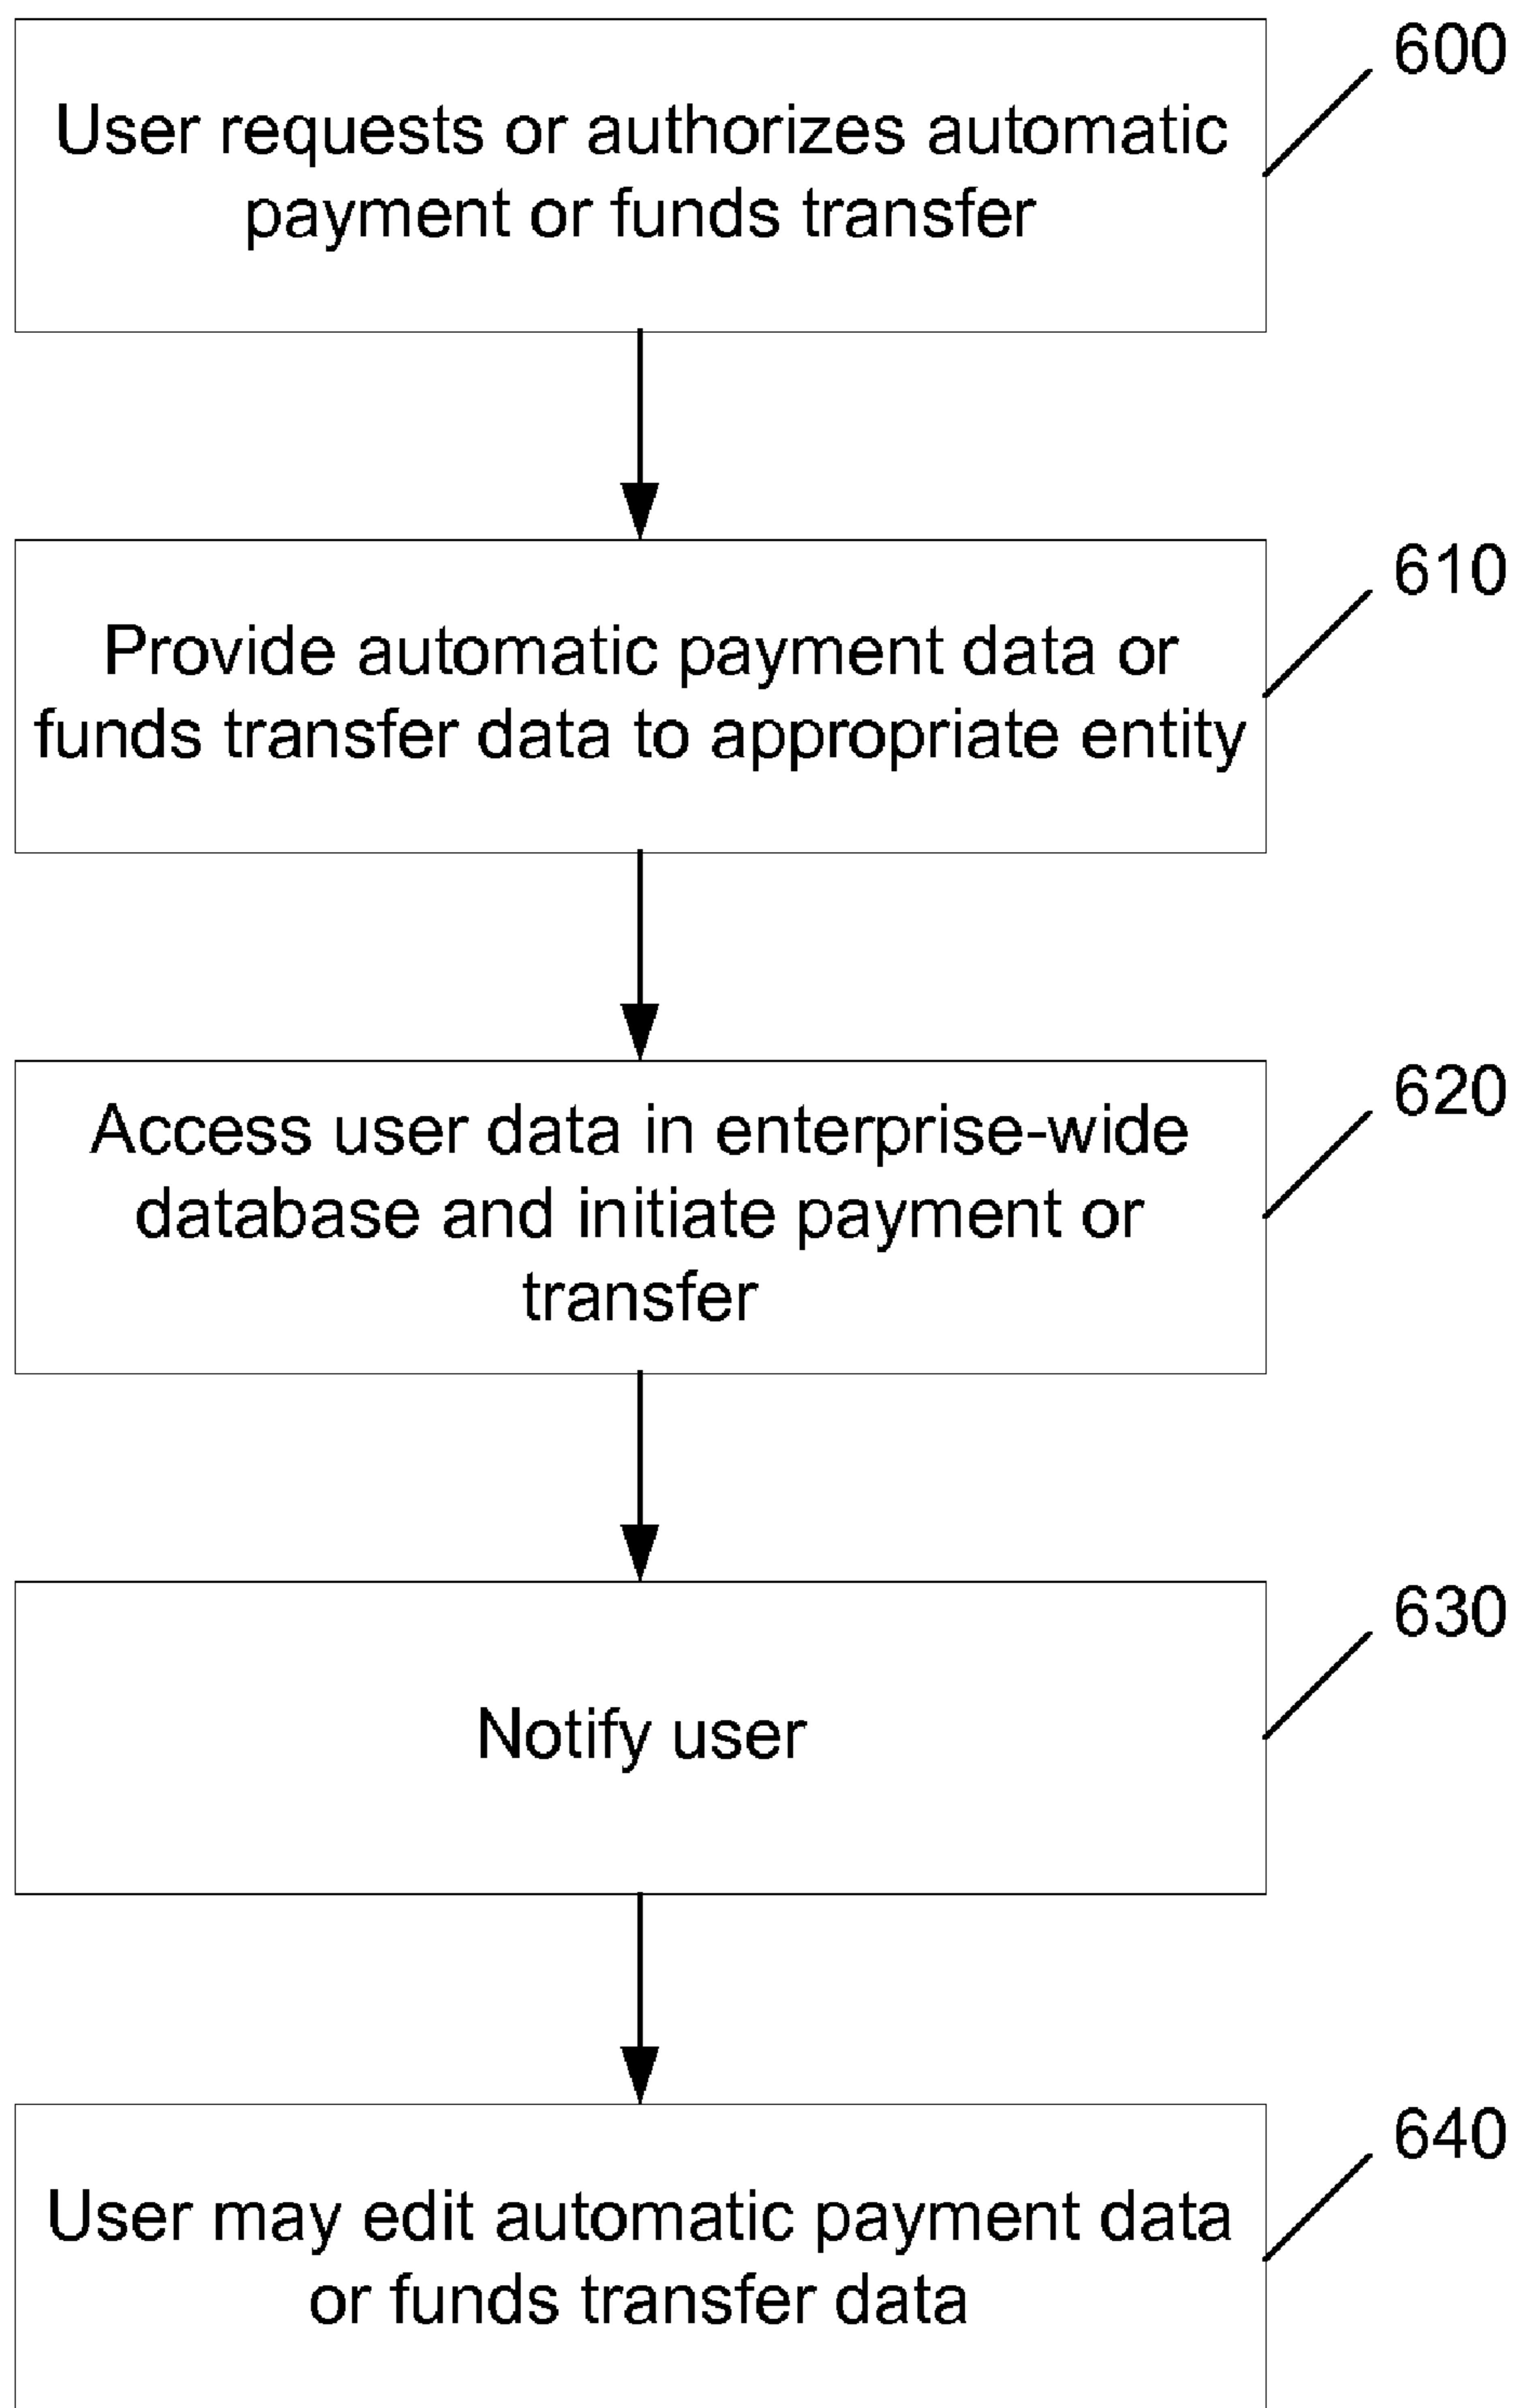 600
User requests or authorizes automatic
payment or funds transfer
610
Provide automatic payment data or
funds transfer data to appropriate entity
620
Access user data in enterprise-wide
database and initiate payment or
transfer
630
Notify user
640
User may edit automatic payment data
or funds transfer data